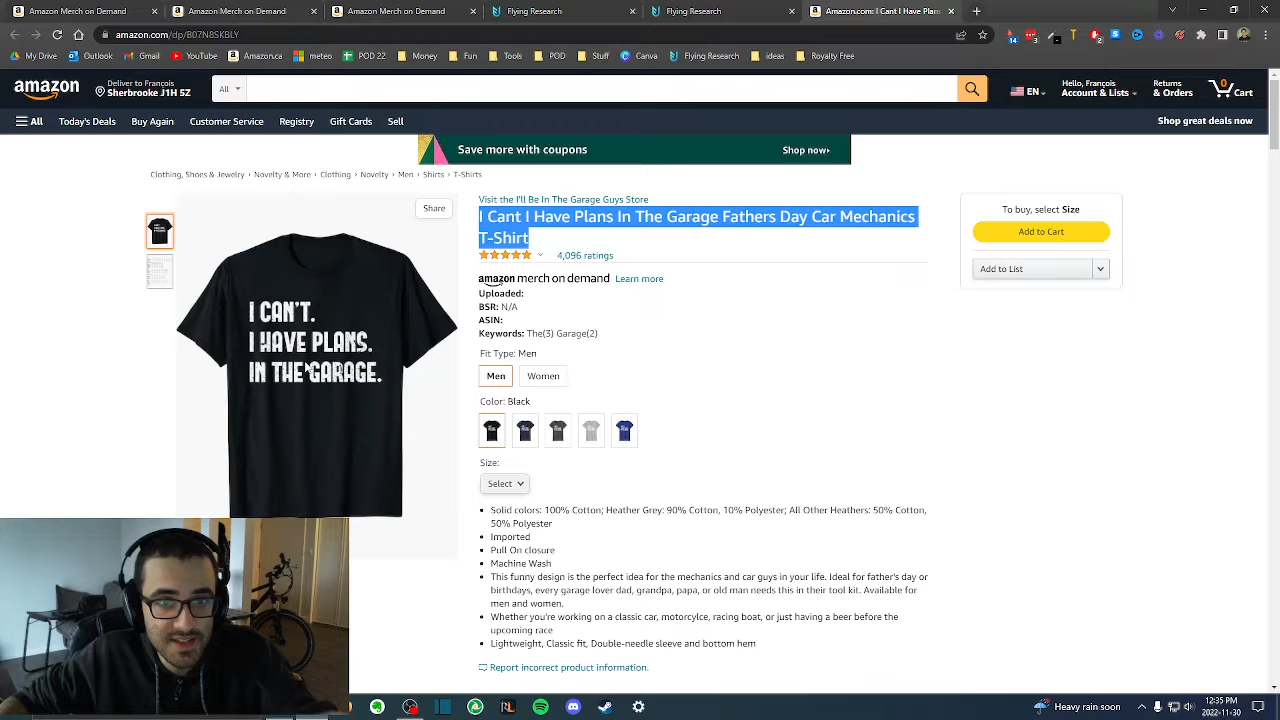 Amazon Merch on Demand
Amazon Merch on Demand
Amazon Merch on Demand
Flying Research
Flying Research
Amazon.com: I Cant I Have Plans
amazon.com/dp/B07N8SK8LY
My Drive
Outlook
Gmail
YouTube
Amazon.ca
meteo
POD 22
Money
Fun
Tools
POD
Stuff
Canva
Flying Research
ideas
Royalty Free
amazon
Deliver to François
Sherbrooke J1H 5Z
All
EN
Hello, François
Account & Lists
Returns
& Orders
0
Cart
All
Today's Deals
Buy Again
Customer Service
Registry
Gift Cards
Sell
Shop great deals now
Save more with coupons
Shop now›
Clothing, Shoes & Jewelry › Novelty & More › Clothing › Novelty › Men › Shirts › T-Shirts
Share
I CAN'T.
I HAVE PLANS.
IN THE GARAGE.
Visit the I'll Be In The Garage Guys Store
I Cant I Have Plans In The Garage Fathers Day Car Mechanics
T-Shirt
4,096 ratings
amazon merch on demand Learn more
Uploaded:
BSR: N/A
ASIN:
Keywords: The(3) Garage(2)
Fit Type: Men
Men
Women
Color: Black
Size:
Select
Solid colors: 100% Cotton; Heather Grey: 90% Cotton, 10% Polyester; All Other Heathers: 50% Cotton,
50% Polyester
Imported
Pull On closure
Machine Wash
This funny design is the perfect idea for the mechanics and car guys in your life. Ideal for father's day or
birthdays, every garage lover dad, grandpa, papa, or old man needs this in their tool kit. Available for
men and women.
Whether you're working on a classic car, motorcylce, racing boat, or just having a beer before the
upcoming race
Lightweight, Classic fit, Double-needle sleeve and bottom hem
Report incorrect product information.
To buy, select Size
Add to Cart
Add to List
Heavy rain soon
12:35 PM
2022-11-30